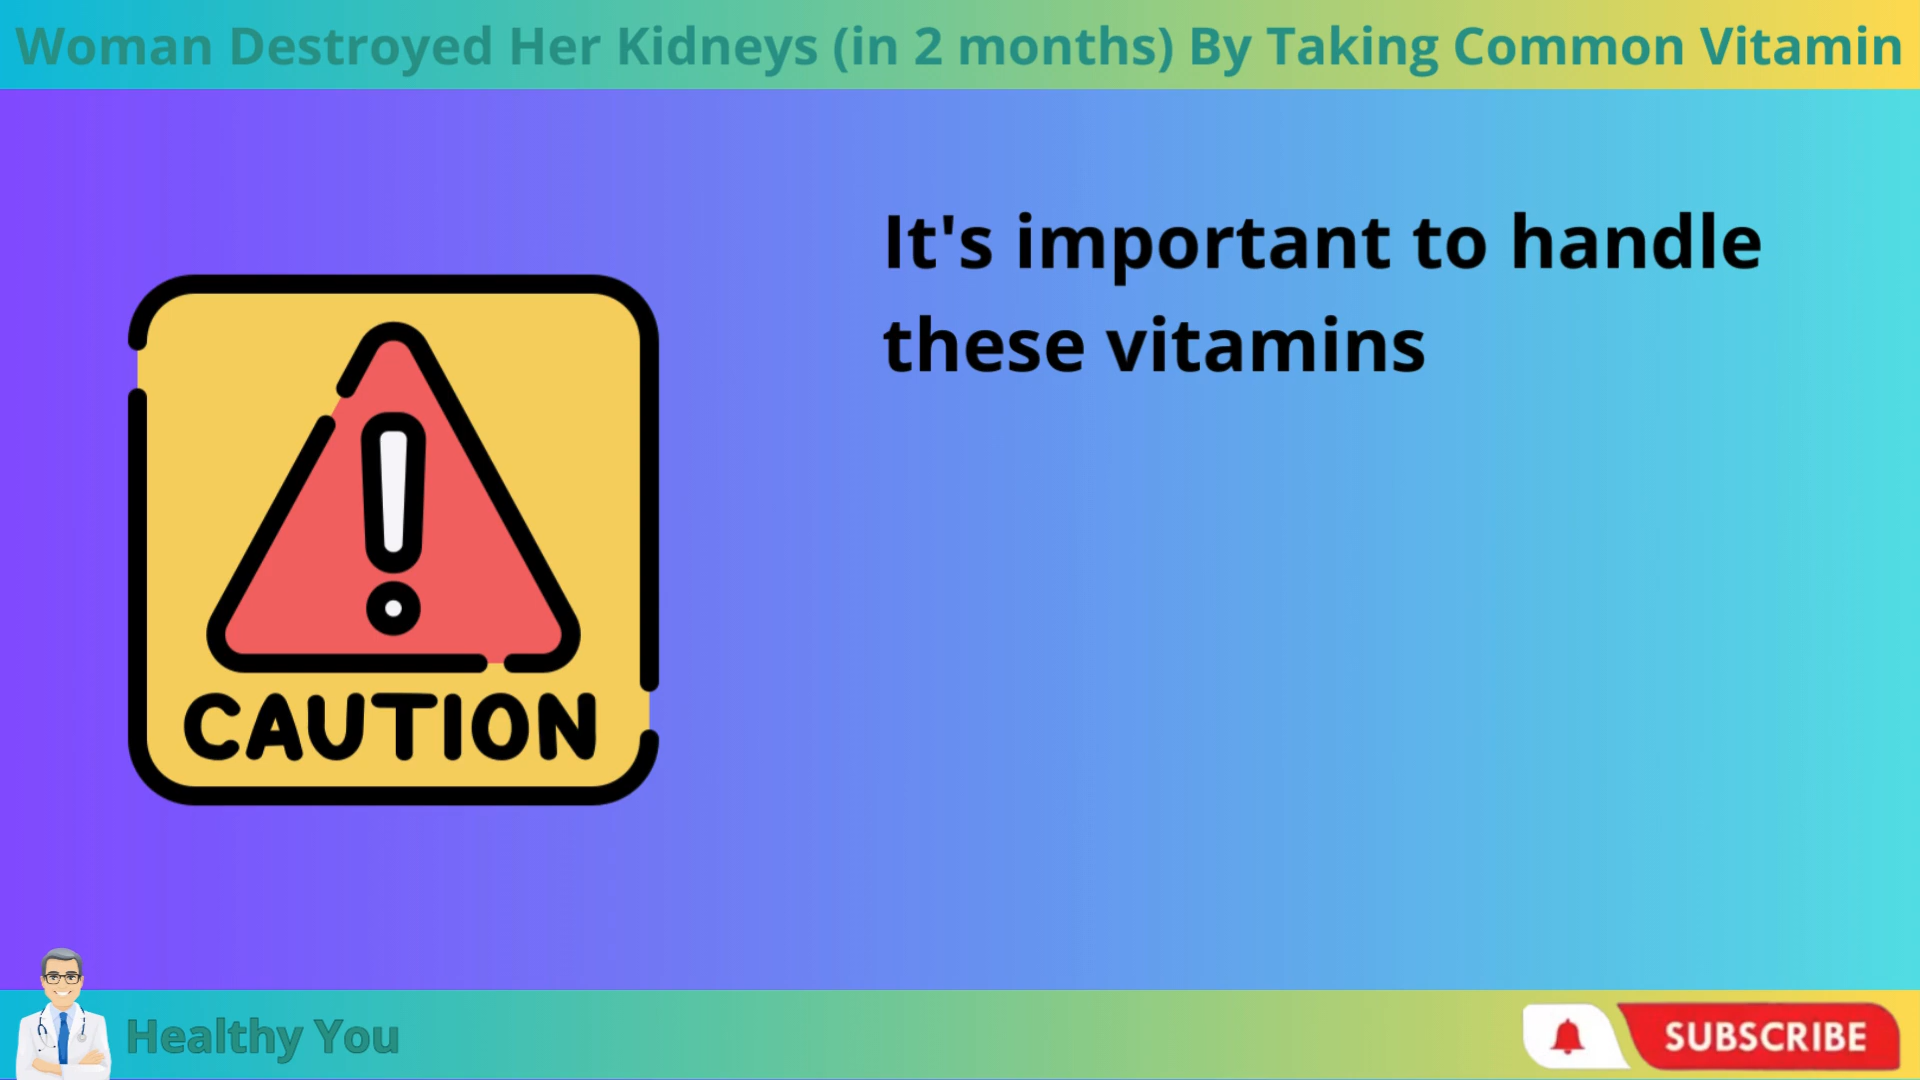 Woman Destroyed Her Kidneys (in 2 months) By Taking Common Vitamin
It's important to handle
these vitamins
CAUTION
Healthy You
SUBSCRIBE